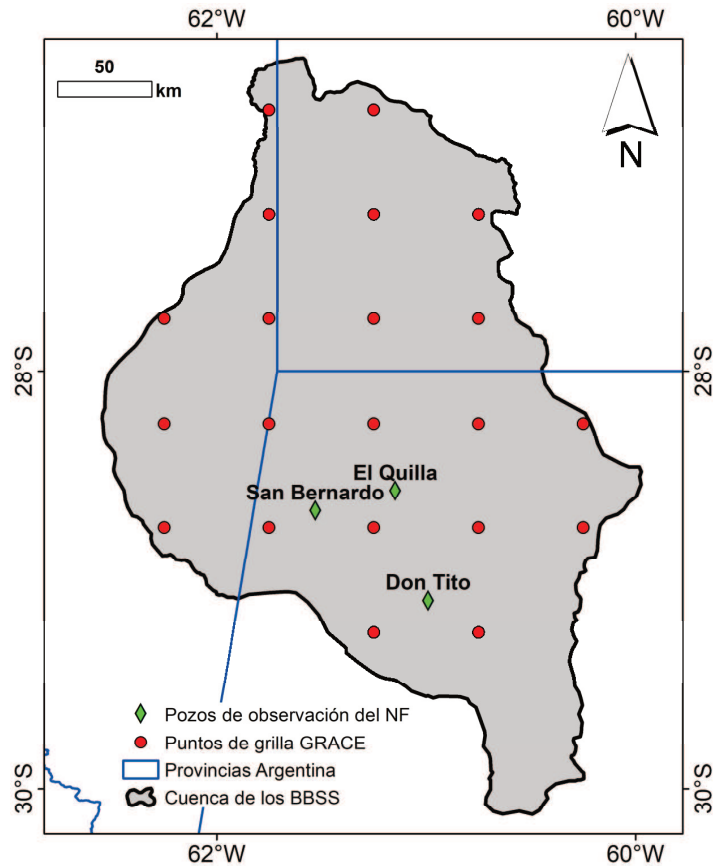 62°W
60°W
50
km
N
28°S
28°S
El Quilla
San Bernardo
Don Tito
Pozos de observación del NF
Puntos de grilla GRACE
Provincias Argentina
Cuenca de los BBSS
30°S
30°S
62°W
60°W